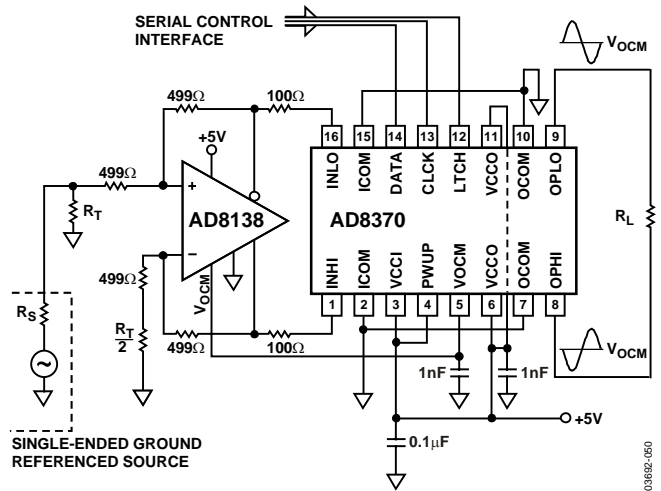 SERIAL CONTROL
INTERFACE
V_OCM
499Ω
100Ω
+5V
16
15
14
13
12
11
10
9
INLO
ICOM
DATA
CLCK
LTCH
VCCO
OCOM
OPLO
499Ω
+
R_T
AD8138
AD8370
R_L
−
499Ω
V_OCM
INHI
ICOM
VCCI
PWUP
VOCM
VCCO
OCOM
OPHI
R_S
R_T
2
499Ω
100Ω
1
2
3
4
5
6
7
8
V_OCM
1nF
1nF
+5V
0.1μF
SINGLE-ENDED GROUND
REFERENCED SOURCE
03692-050